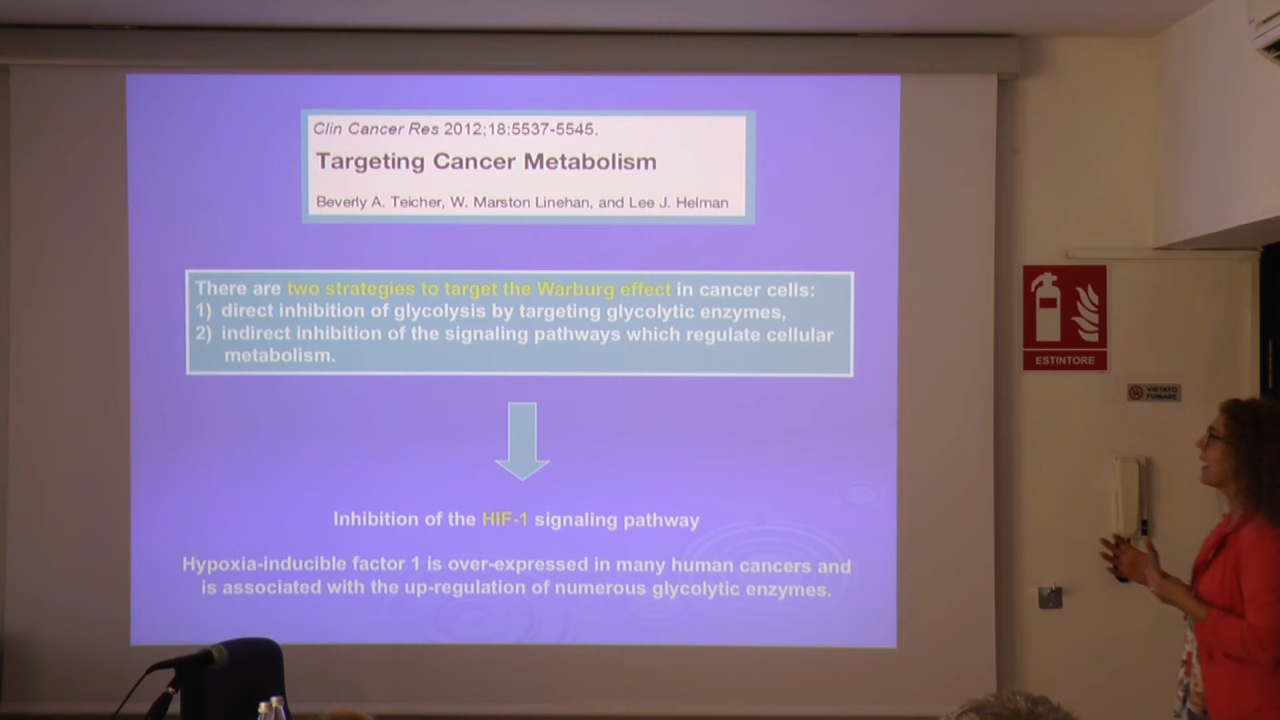 Clin Cancer Res 2012;18:5537-5545.
Targeting Cancer Metabolism
Beverly A. Teicher, W. Marston Linehan, and Lee J. Helman
There are two strategies to target the Warburg effect in cancer cells:
1) direct inhibition of glycolysis by targeting glycolytic enzymes,
2) indirect inhibition of the signaling pathways which regulate cellular
metabolism.
Inhibition of the HIF-1 signaling pathway
Hypoxia-inducible factor 1 is over-expressed in many human cancers and
is associated with the up-regulation of numerous glycolytic enzymes.
ESTINTORE
VIETATO
FUMARE